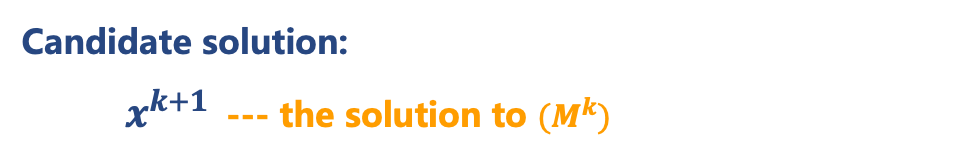 Candidate solution:
x^{k+1} --- the solution to (M^k)